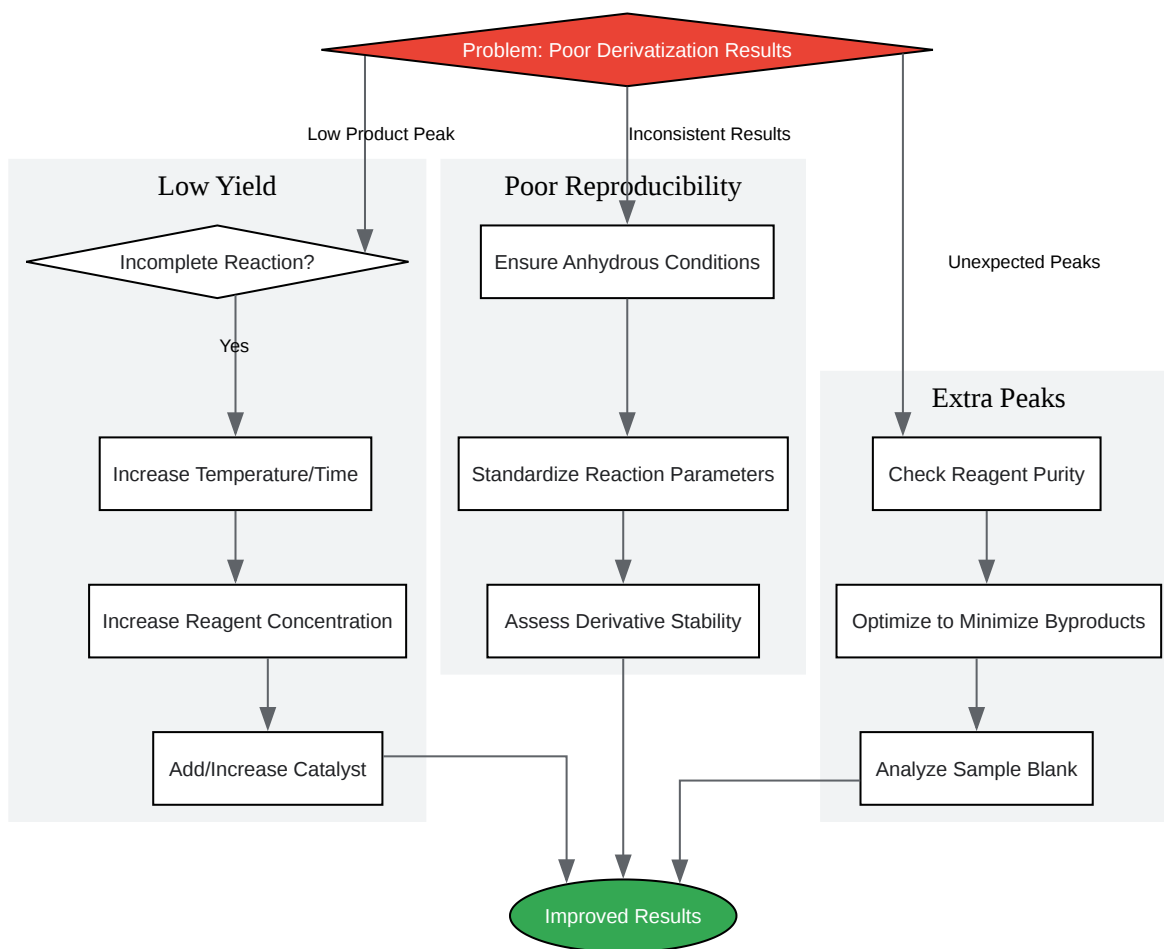 Problem: Poor Derivatization Results
Low Product Peak
Inconsistent Results
Unexpected Peaks
Low Yield
Incomplete Reaction?
Yes
Increase Temperature/Time
Increase Reagent Concentration
Add/Increase Catalyst
Poor Reproducibility
Ensure Anhydrous Conditions
Standardize Reaction Parameters
Assess Derivative Stability
Extra Peaks
Check Reagent Purity
Optimize to Minimize Byproducts
Analyze Sample Blank
Improved Results